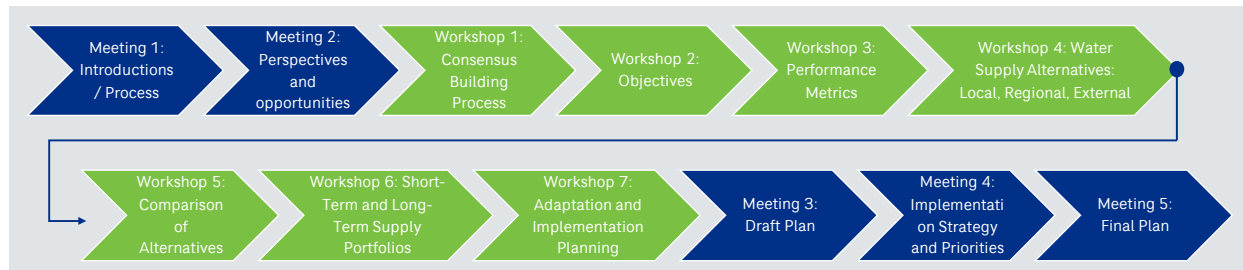 Meeting 1:
Introductions
/ Process
Meeting 2:
Perspectives
and
opportunities
Workshop 1:
Consensus
Building
Process
Workshop 2:
Objectives
Workshop 3:
Performance
Metrics
Workshop 4: Water
Supply Alternatives:
Local, Regional, External
Workshop 5:
Comparison
of
Alternatives
Workshop 6: Short-
Term and Long-
Term Supply
Portfolios
Workshop 7:
Adaptation and
Implementation
Planning
Meeting 3:
Draft Plan
Meeting 4:
Implementati
on Strategy
and Priorities
Meeting 5:
Final Plan